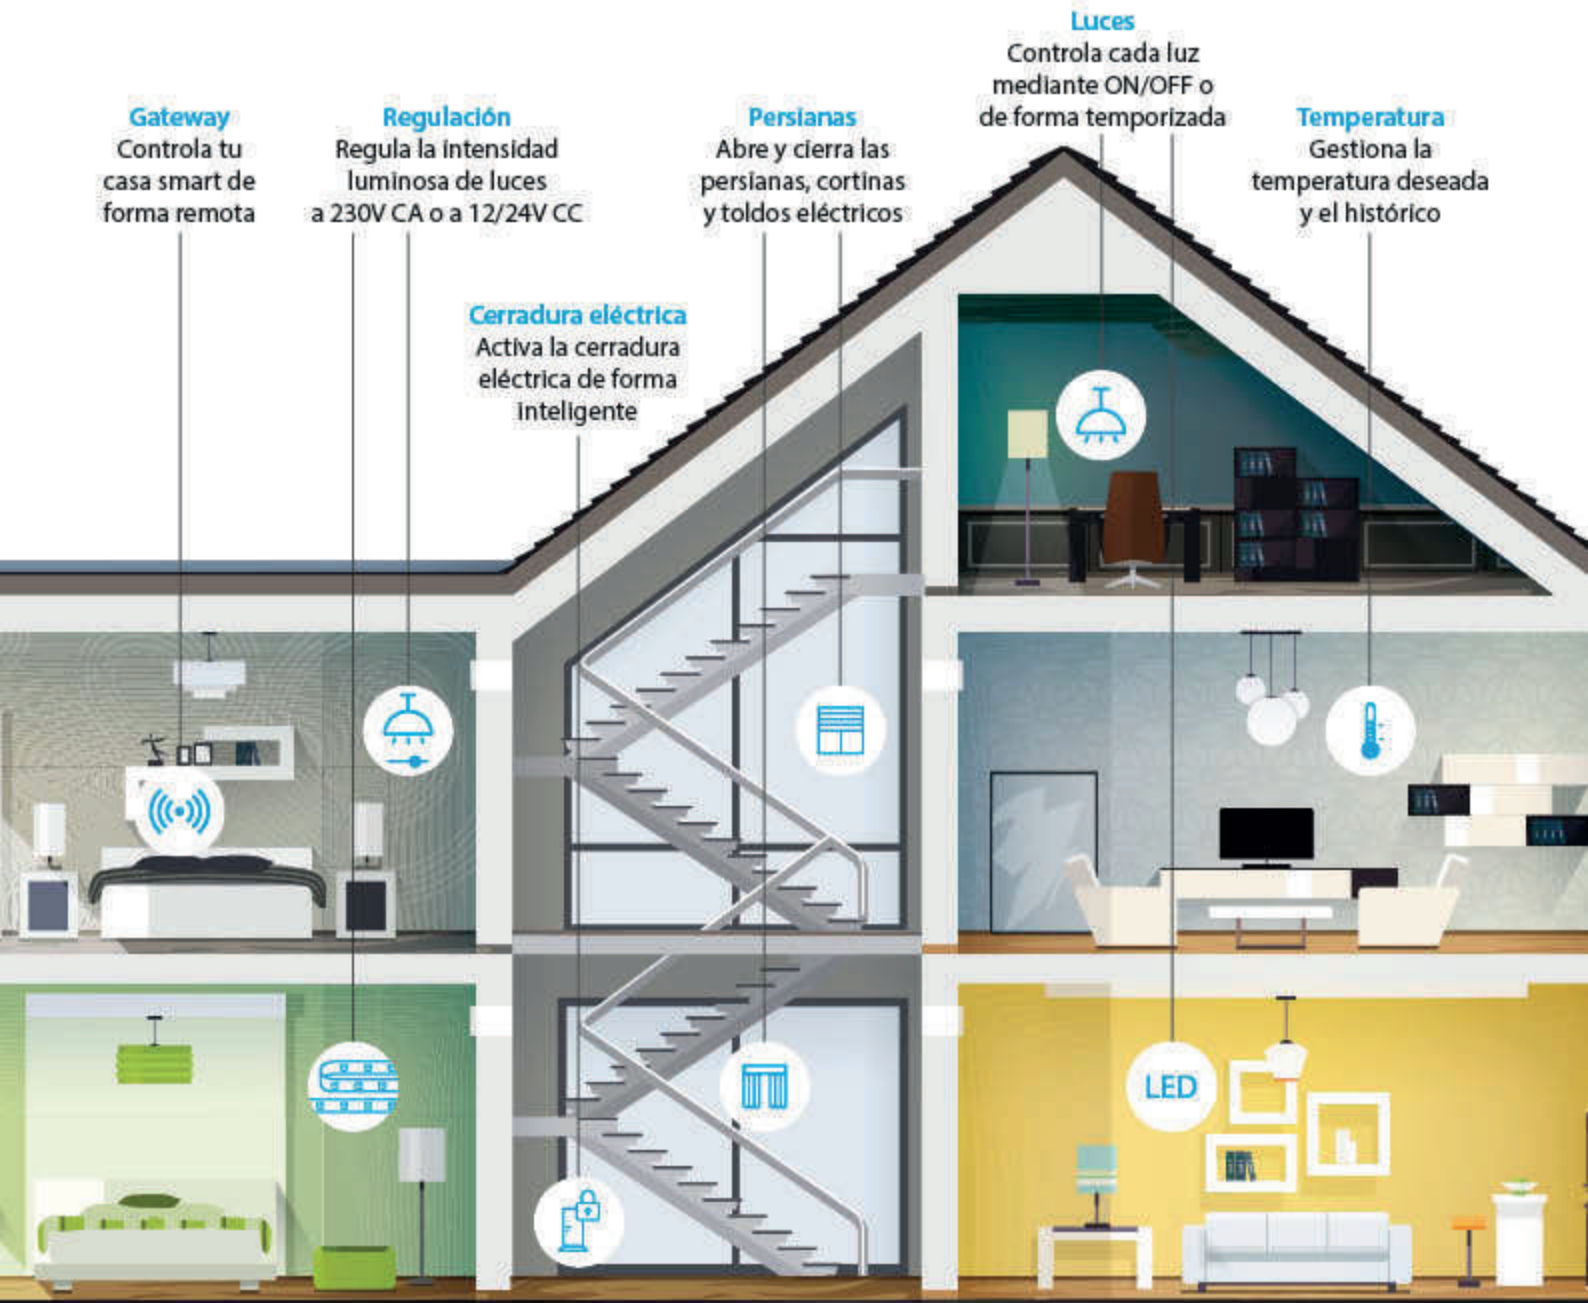 Luces
Controla cada luz
mediante ON/OFF o
de forma temporizada
Gateway
Controla tu
casa smart de
forma remota
Regulación
Regula la intensidad
luminosa de luces
a 230V CA o a 12/24V CC
Persianas
Abre y cierra las
persianas, cortinas
y toldos eléctricos
Temperatura
Gestiona la
temperatura deseada
y el histórico
Cerradura eléctrica
Activa la cerradura
eléctrica de forma
inteligente
LED